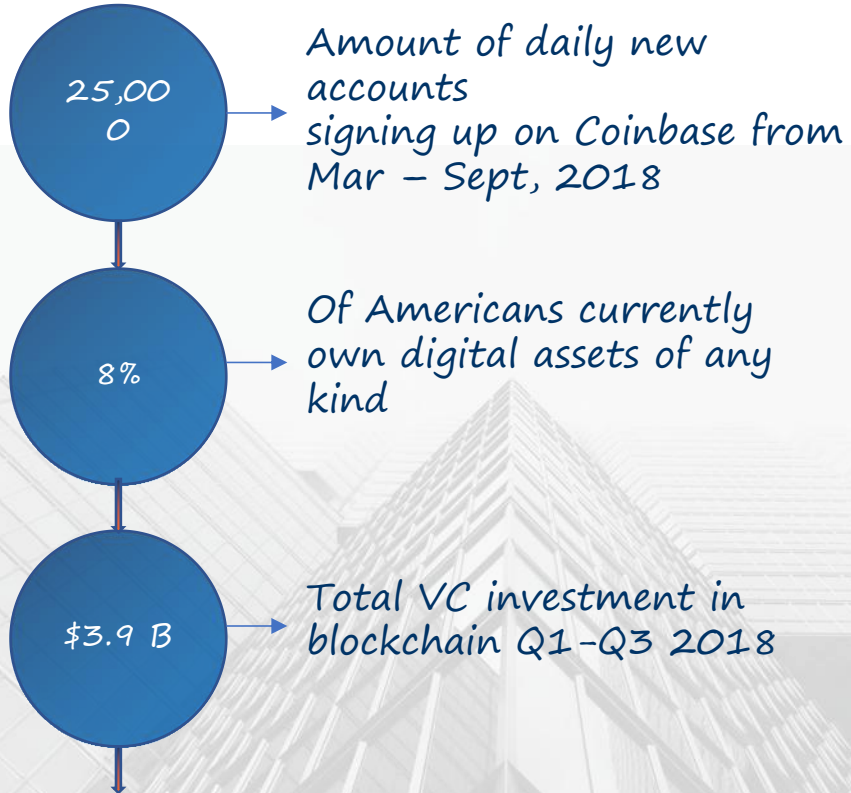 25,00
0
Amount of daily new
accounts
signing up on Coinbase from
Mar – Sept, 2018
8%
Of Americans currently
own digital assets of any
kind
$3.9 B
Total VC investment in
blockchain Q1-Q3 2018